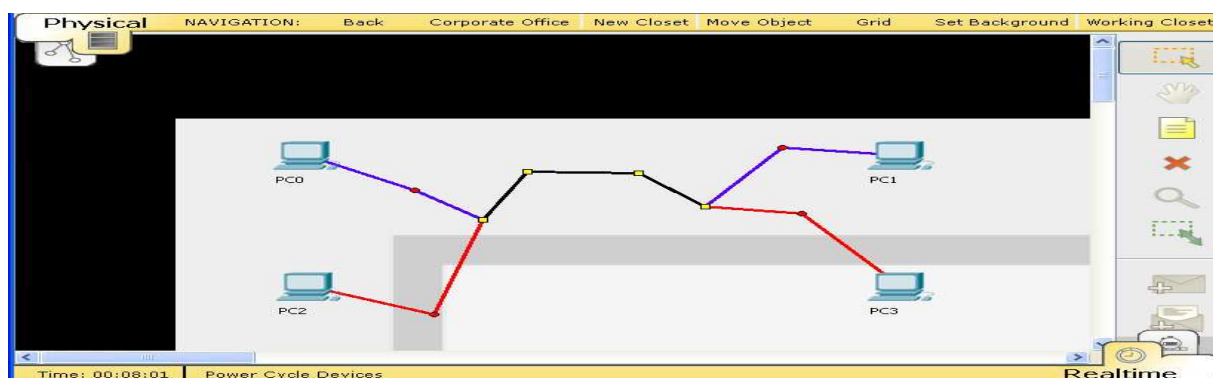 Physical NAVIGATION: Back Corporate Office New Closet Move Object Grid Set Background Working Closet
PC0 PC1
PC2 PC3
Time: 00:08:01 Power Cycle Devices Realtime